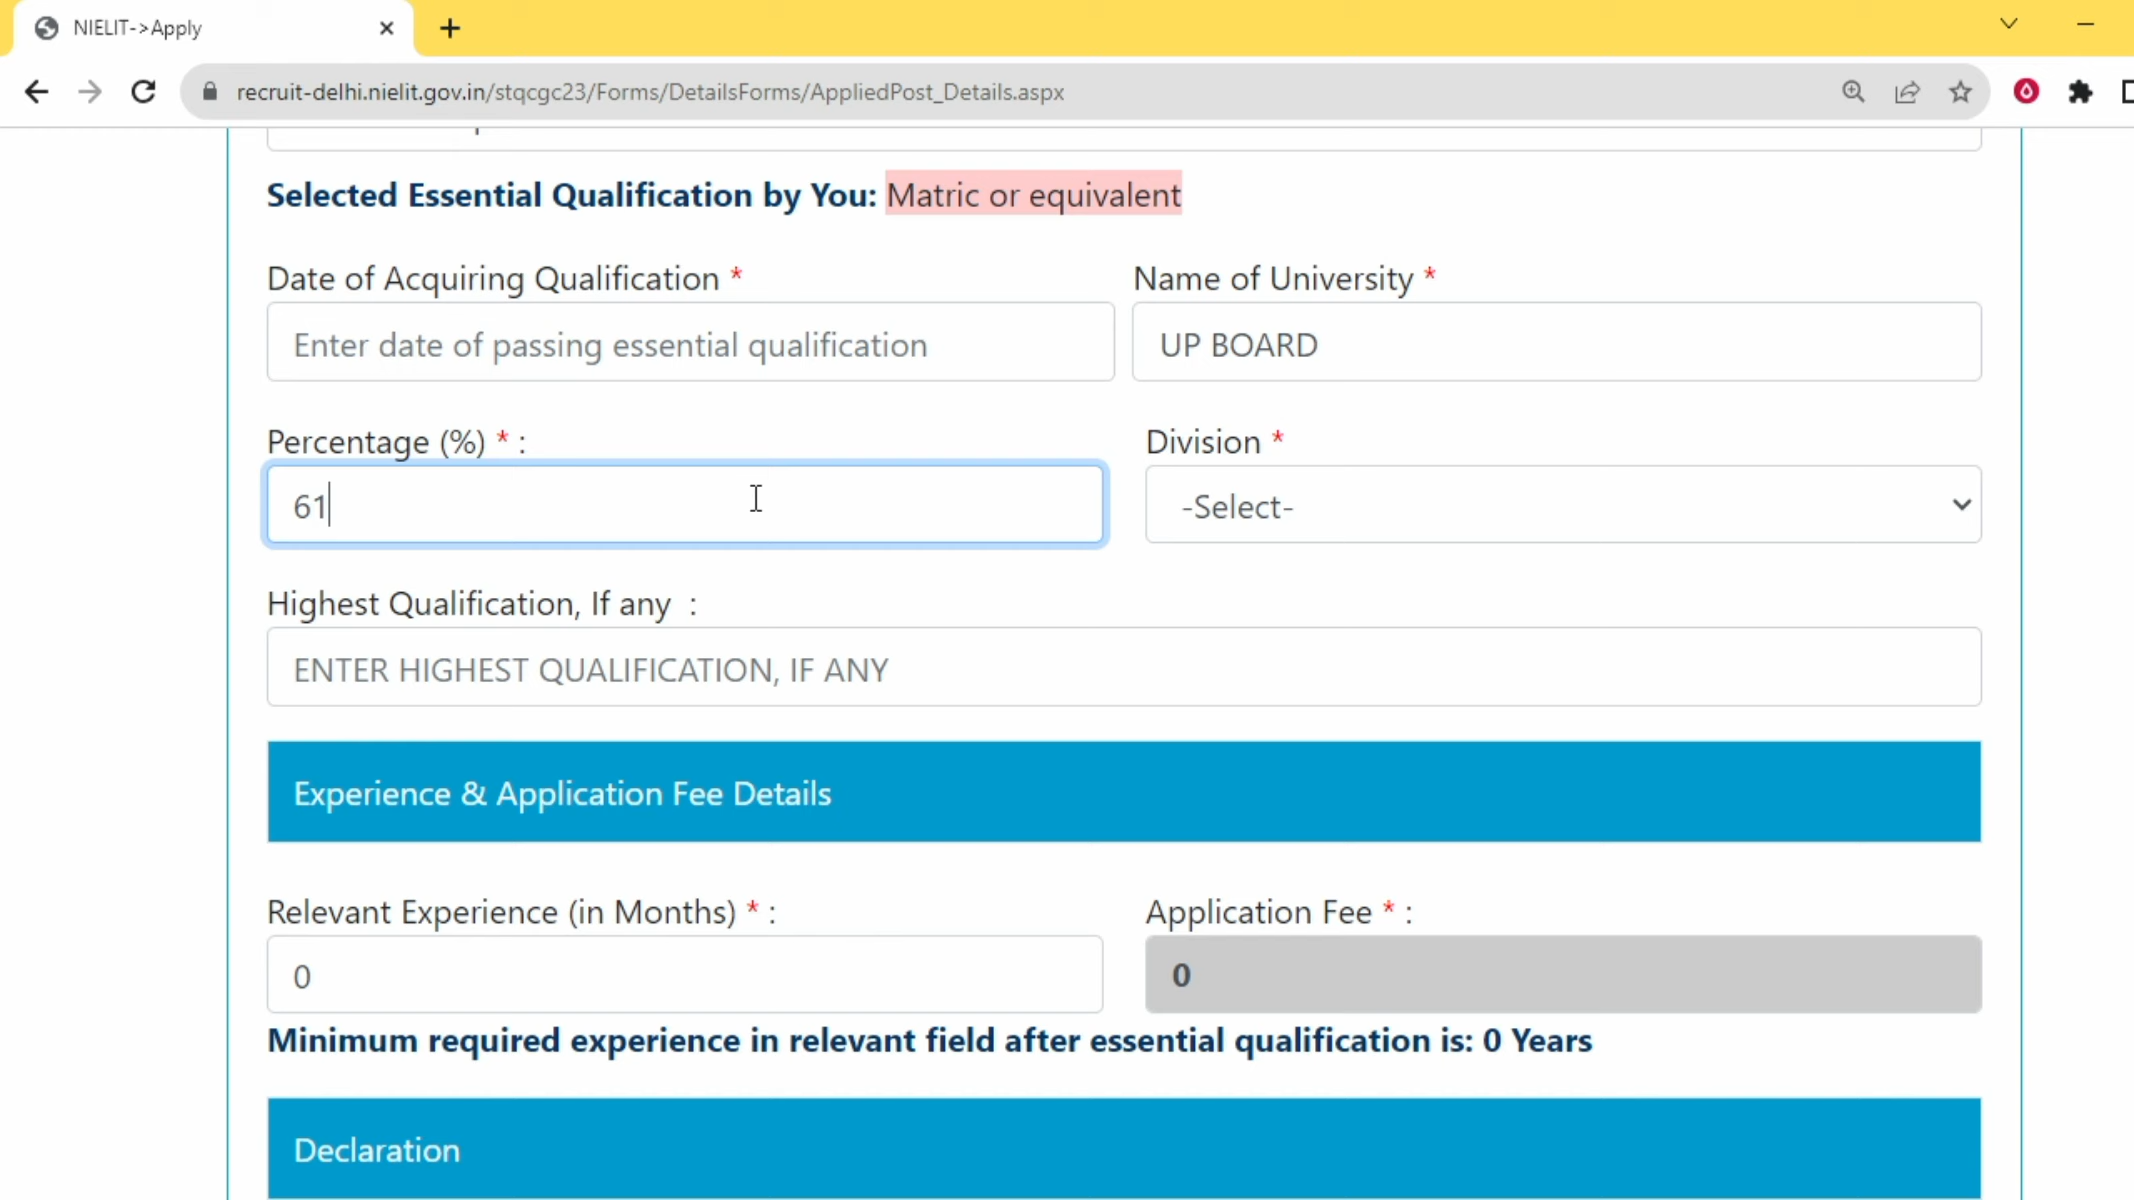 NIELIT->Apply
recruit-delhi.nielit.gov.in/stqcgc23/Forms/DetailsForms/AppliedPost_Details.aspx
Selected Essential Qualification by You: Matric or equivalent
Date of Acquiring Qualification *
Name of University *
Enter date of passing essential qualification
UP BOARD
Percentage (%) * :
Division *
61
-Select-
Highest Qualification, If any :
ENTER HIGHEST QUALIFICATION, IF ANY
Experience & Application Fee Details
Relevant Experience (in Months) * :
Application Fee * :
0
0
Minimum required experience in relevant field after essential qualification is: 0 Years
Declaration